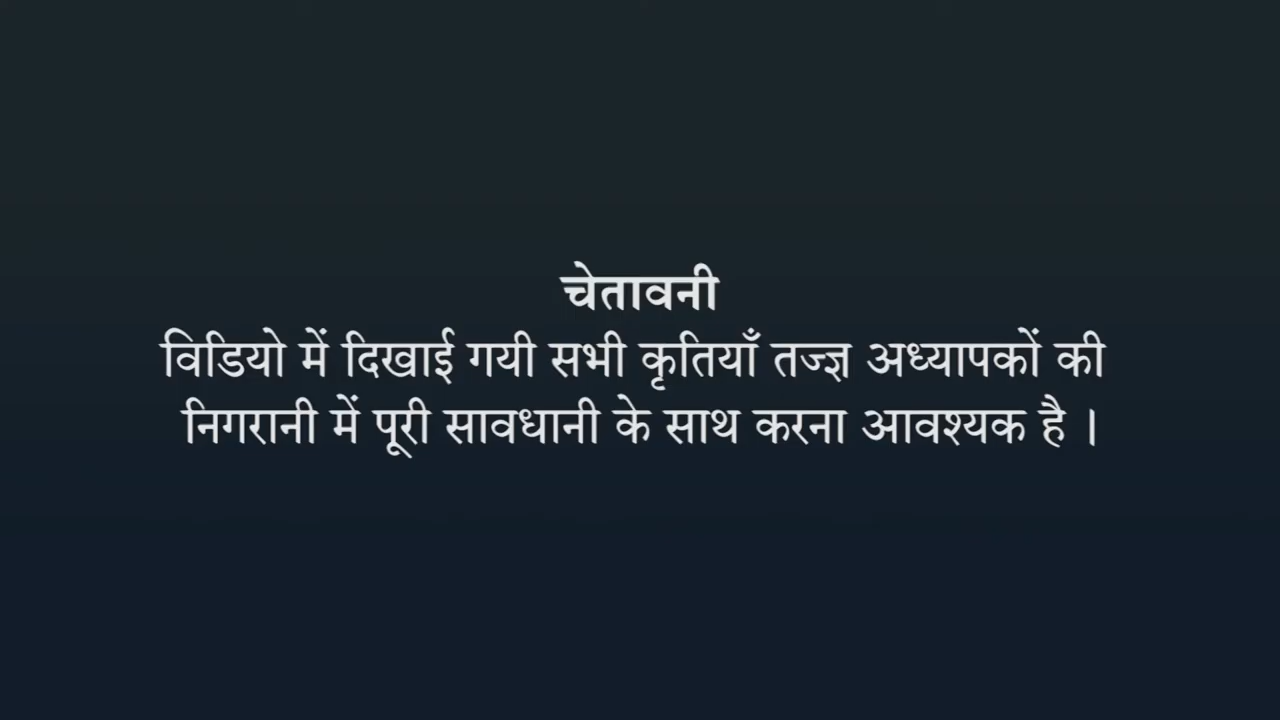 चेतावनी
विडियो में दिखाई गयी सभी कृतियाँ तज्ज्ञ अध्यापकों की
निगरानी में पूरी सावधानी के साथ करना आवश्यक है ।